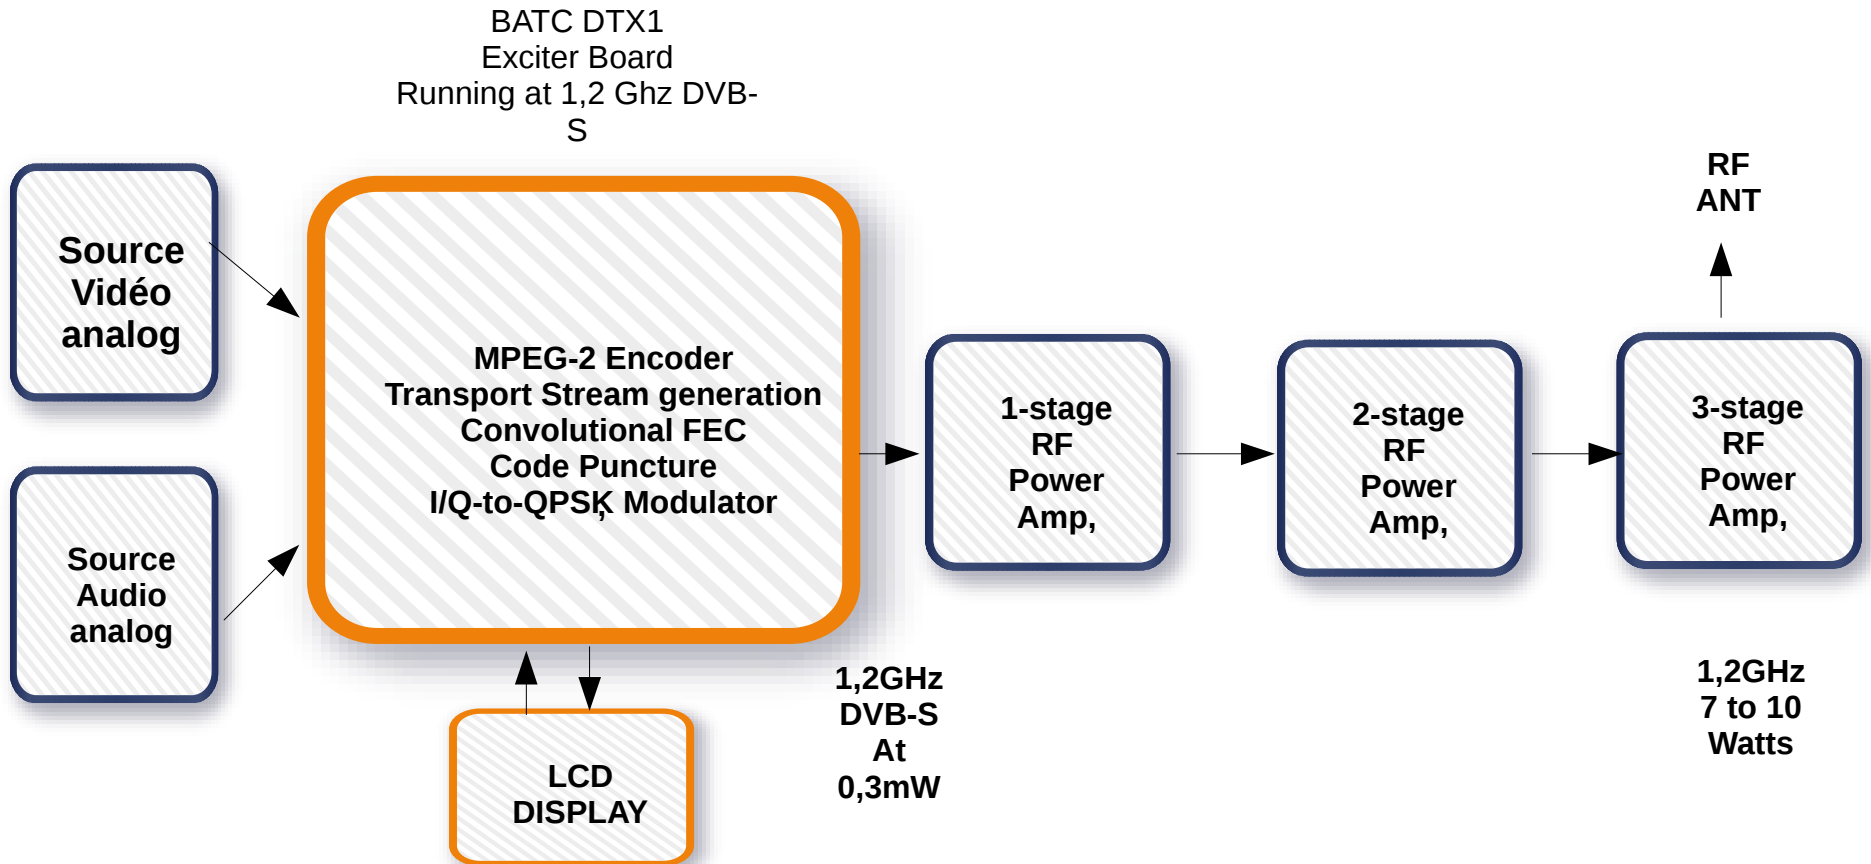 BATC DTX1
Exciter Board
Running at 1,2 Ghz DVB-
S
Source
Vidéo
analog
Source
Audio
analog
MPEG-2 Encoder
Transport Stream generation
Convolutional FEC
Code Puncture
I/Q-to-QPSK, Modulator
LCD
DISPLAY
1,2GHz
DVB-S
At
0,3mW
1-stage
RF
Power
Amp,
2-stage
RF
Power
Amp,
3-stage
RF
Power
Amp,
RF
ANT
1,2GHz
7 to 10
Watts